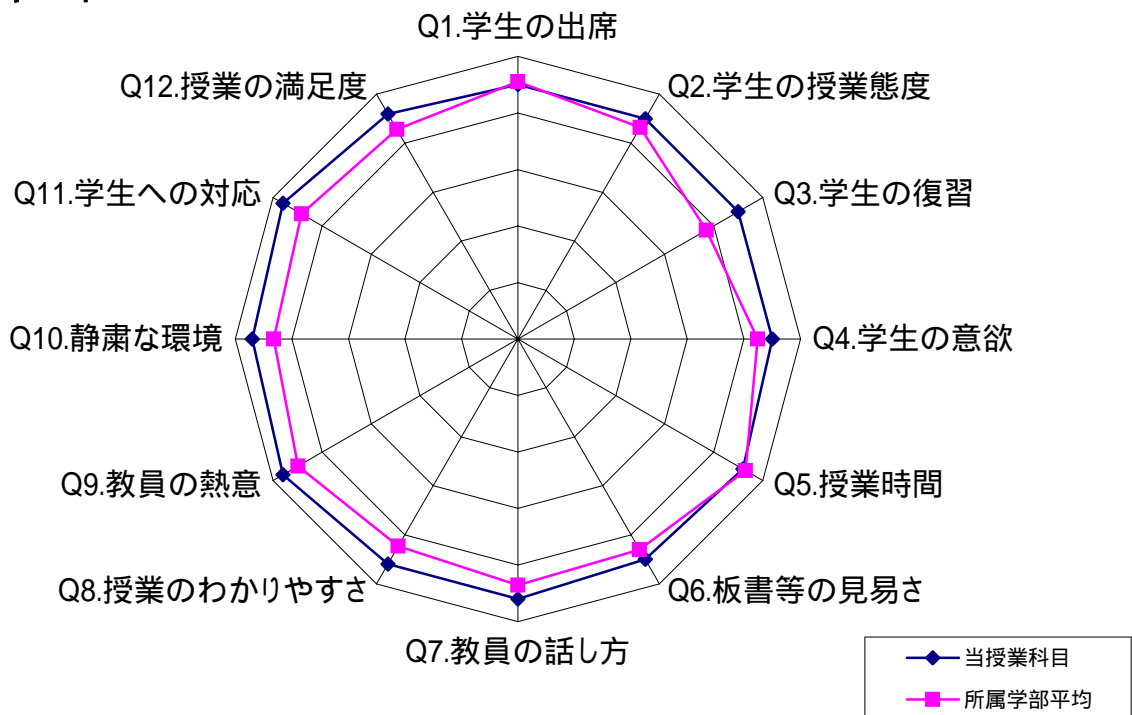 Q1.学生の出席
Q2.学生の授業態度
Q3.学生の復習
Q4.学生の意欲
Q5.授業時間
Q6.板書等の見易さ
Q7.教員の話し方
Q8.授業のわかりやすさ
Q9.教員の熱意
Q10.静粛な環境
Q11.学生への対応
Q12.授業の満足度
当授業科目
所属学部平均